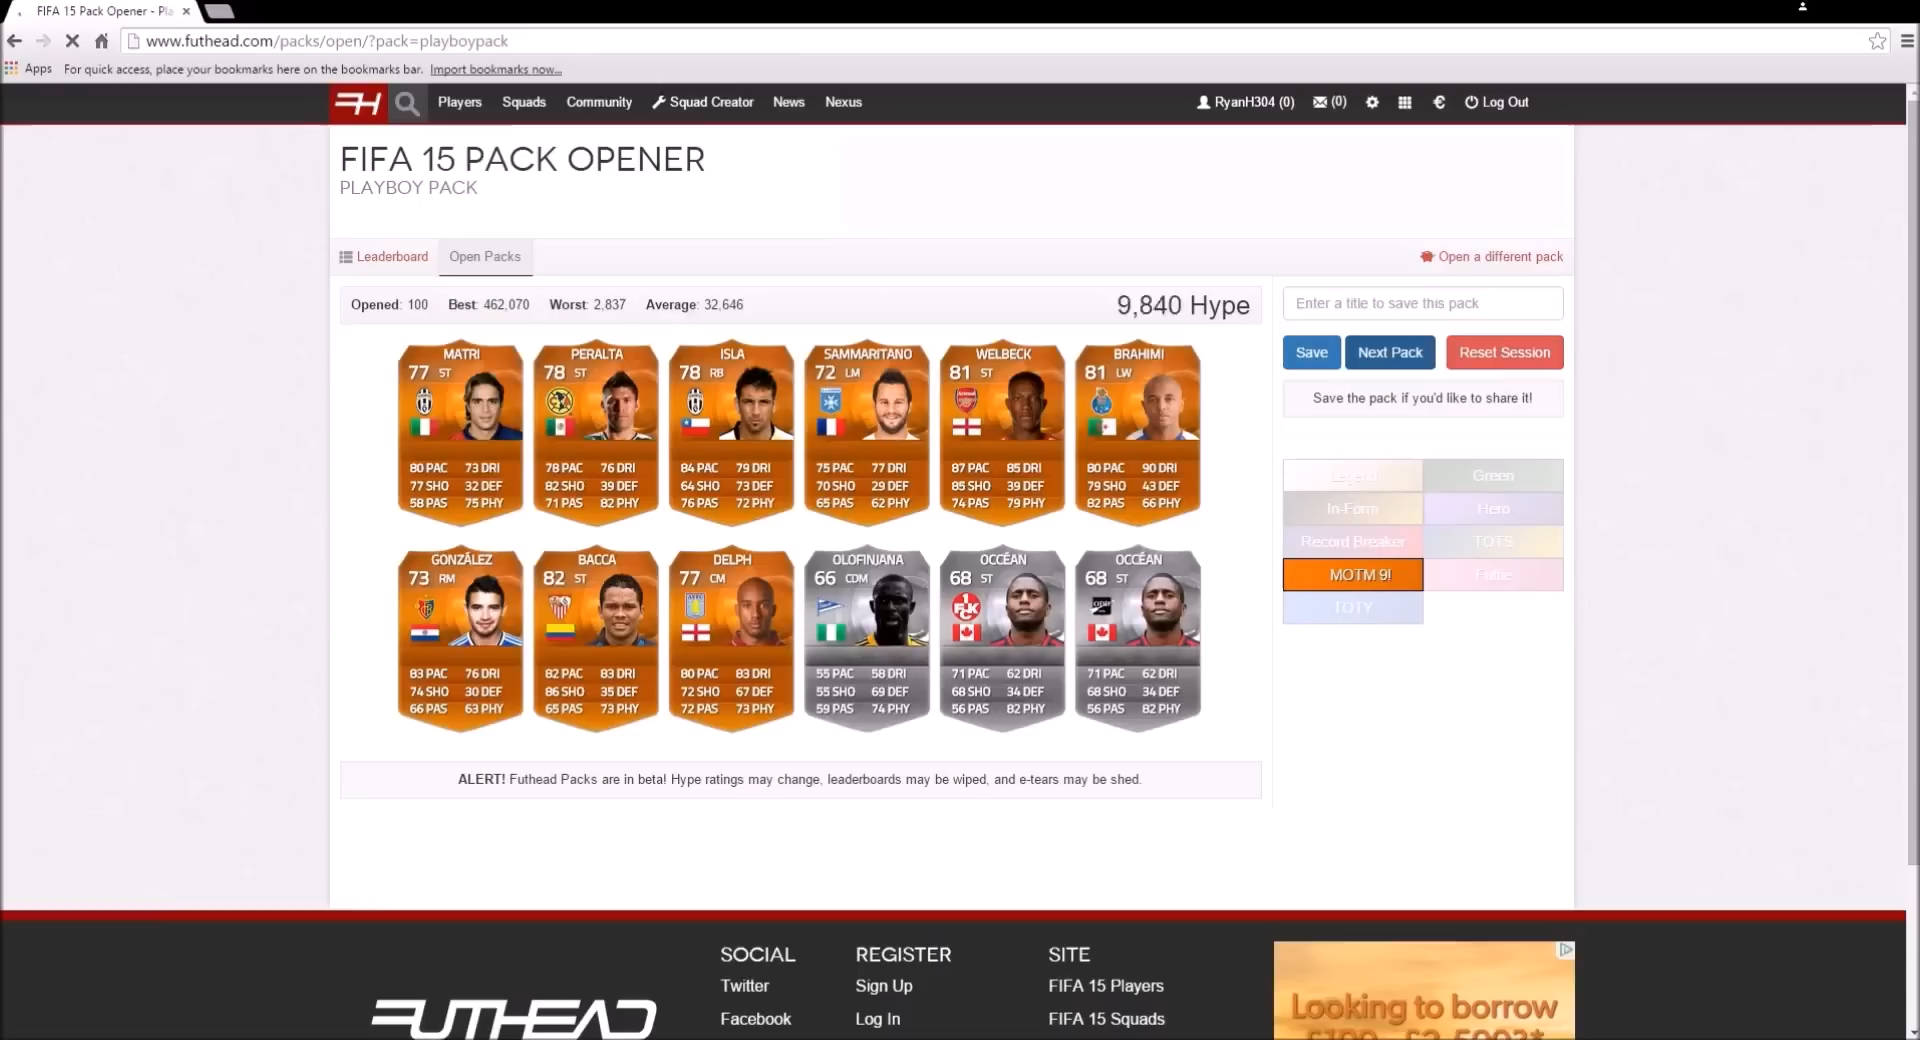 FIFA 15 Pack Opener - Pla
www.futhead.com/packs/open/?pack=playboypack
Apps For quick access, place your bookmarks here on the bookmarks bar. Import bookmarks now...
FH Players Squads Community Squad Creator News Nexus RyanH304 (0) (0) € Log Out
FIFA 15 PACK OPENER
PLAYBOY PACK
Leaderboard Open Packs Open a different pack
Opened: 100 Best: 462,070 Worst: 2,837 Average: 32,646 9,840 Hype
Enter a title to save this pack
Save Next Pack Reset Session
Save the pack if you'd like to share it!
MATRI PERALTA ISLA SAMMARITANO WELBECK BRAHIMI
77 ST 78 ST 78 RB 72 LM 81 ST 81 LW
80 PAC 73 DRI 78 PAC 76 DRI 84 PAC 79 DRI 75 PAC 77 DRI 87 PAC 85 DRI 80 PAC 90 DRI
77 SHO 32 DEF 82 SHO 39 DEF 64 SHO 73 DEF 70 SHO 29 DEF 85 SHO 39 DEF 79 SHO 43 DEF
58 PAS 75 PHY 71 PAS 82 PHY 76 PAS 72 PHY 65 PAS 62 PHY 74 PAS 79 PHY 82 PAS 66 PHY
Legend Green
In-Form Hero
Record Breaker TOTS
MOTM 9! Futtie
TOTY
GONZÁLEZ BACCA DELPH OLOFINJANA OCCÉAN OCCÉAN
73 RM 82 ST 77 CM 66 CDM 68 ST 68 ST
83 PAC 76 DRI 82 PAC 83 DRI 80 PAC 83 DRI 55 PAC 58 DRI 71 PAC 62 DRI 71 PAC 62 DRI
74 SHO 30 DEF 86 SHO 35 DEF 72 SHO 67 DEF 55 SHO 69 DEF 68 SHO 34 DEF 68 SHO 34 DEF
66 PAS 63 PHY 65 PAS 73 PHY 72 PAS 73 PHY 59 PAS 74 PHY 56 PAS 82 PHY 56 PAS 82 PHY
ALERT! Futhead Packs are in beta! Hype ratings may change, leaderboards may be wiped, and e-tears may be shed.
FUTHEAD
SOCIAL
Twitter
Facebook
REGISTER
Sign Up
Log In
SITE
FIFA 15 Players
FIFA 15 Squads
Looking to borrow